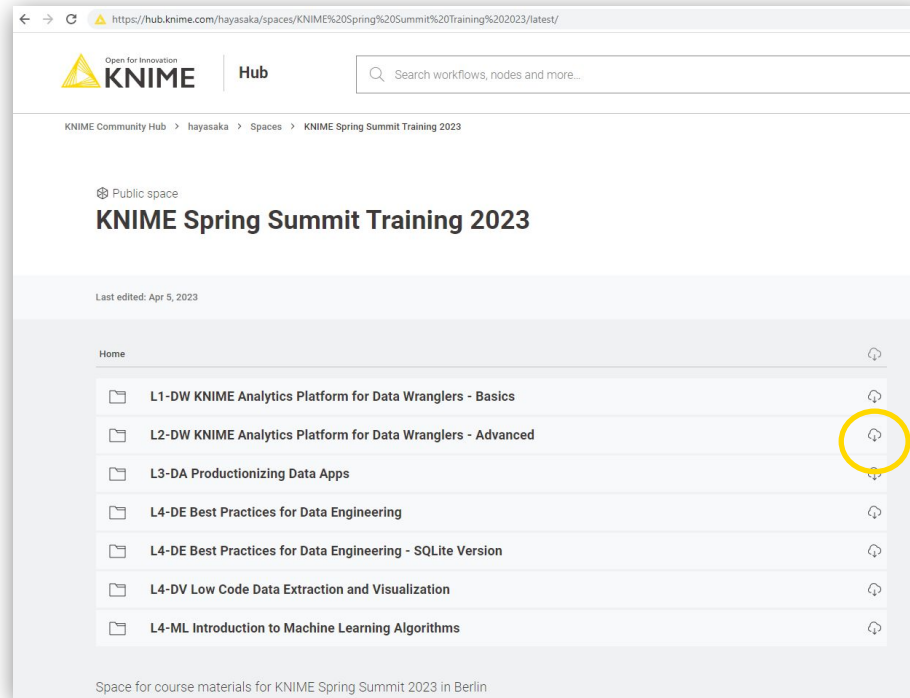 https://hub.knime.com/hayasaka/spaces/KNIME%20Spring%20Summit%20Training%202023/latest/
Open for Innovation
KNIME
Hub
Search workflows, nodes and more...
KNIME Community Hub > hayasaka > Spaces > KNIME Spring Summit Training 2023
Public space
KNIME Spring Summit Training 2023
Last edited: Apr 5, 2023
Home
L1-DW KNIME Analytics Platform for Data Wranglers - Basics
L2-DW KNIME Analytics Platform for Data Wranglers - Advanced
L3-DA Productionizing Data Apps
L4-DE Best Practices for Data Engineering
L4-DE Best Practices for Data Engineering - SQLite Version
L4-DV Low Code Data Extraction and Visualization
L4-ML Introduction to Machine Learning Algorithms
Space for course materials for KNIME Spring Summit 2023 in Berlin